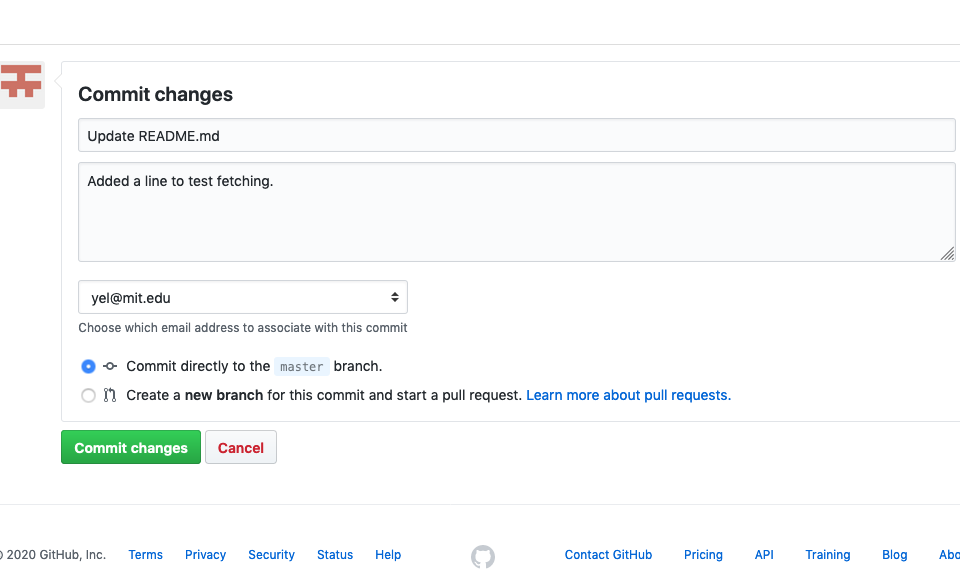 Commit changes
Update README.md
Added a line to test fetching.
yel@mit.edu
Choose which email address to associate with this commit
Commit directly to the master branch.
Create a new branch for this commit and start a pull request. Learn more about pull requests.
Commit changes Cancel
© 2020 GitHub, Inc. Terms Privacy Security Status Help Contact GitHub Pricing API Training Blog Abo